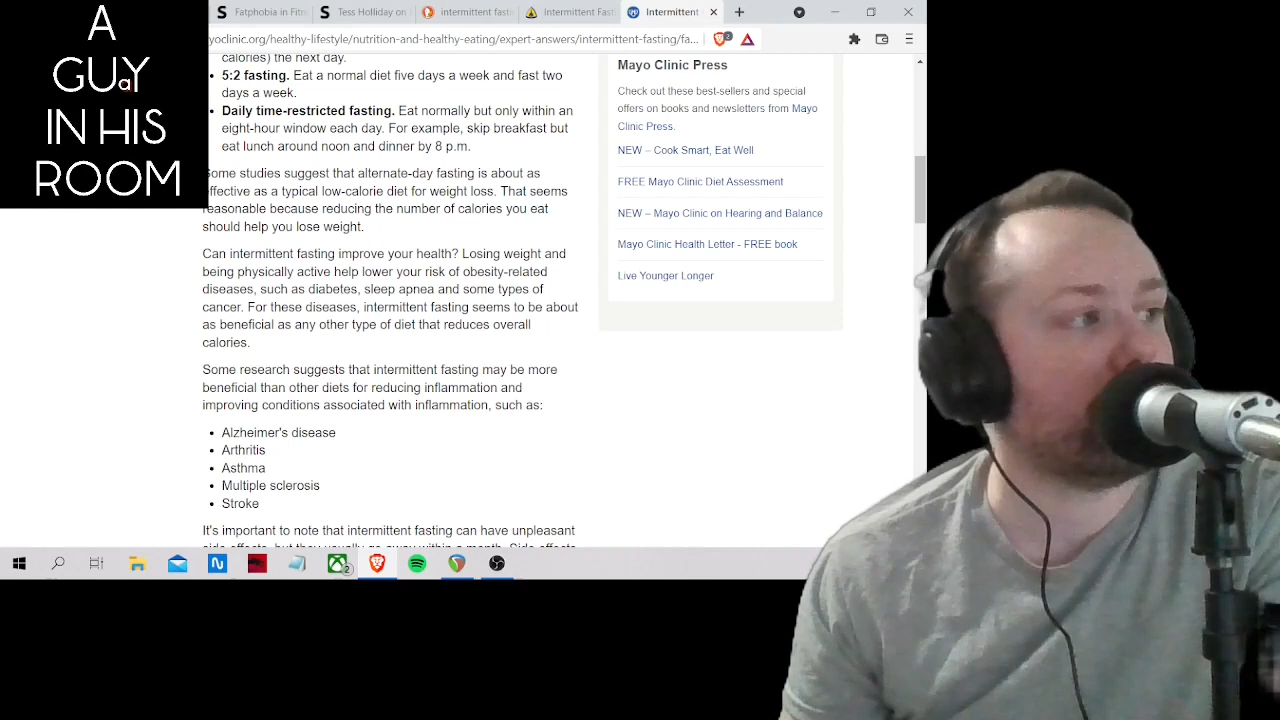 A
GUY
a
IN HIS
ROOM
Fatphobia in Fitn
Tess Holliday on
intermittent fasti
Intermittent Fast
Intermittent
yoclinic.org/healthy-lifestyle/nutrition-and-healthy-eating/expert-answers/intermittent-fasting/fa...
2
calories) the next day.
5:2 fasting. Eat a normal diet five days a week and fast two
days a week.
Daily time-restricted fasting. Eat normally but only within an
eight-hour window each day. For example, skip breakfast but
eat lunch around noon and dinner by 8 p.m.
Some studies suggest that alternate-day fasting is about as
effective as a typical low-calorie diet for weight loss. That seems
reasonable because reducing the number of calories you eat
should help you lose weight.
Can intermittent fasting improve your health? Losing weight and
being physically active help lower your risk of obesity-related
diseases, such as diabetes, sleep apnea and some types of
cancer. For these diseases, intermittent fasting seems to be about
as beneficial as any other type of diet that reduces overall
calories.
Some research suggests that intermittent fasting may be more
beneficial than other diets for reducing inflammation and
improving conditions associated with inflammation, such as:
Alzheimer's disease
Arthritis
Asthma
Multiple sclerosis
Stroke
It's important to note that intermittent fasting can have unpleasant
Mayo Clinic Press
Check out these best-sellers and special
offers on books and newsletters from Mayo
Clinic Press.
NEW – Cook Smart, Eat Well
FREE Mayo Clinic Diet Assessment
NEW – Mayo Clinic on Hearing and Balance
Mayo Clinic Health Letter - FREE book
Live Younger Longer
N
2